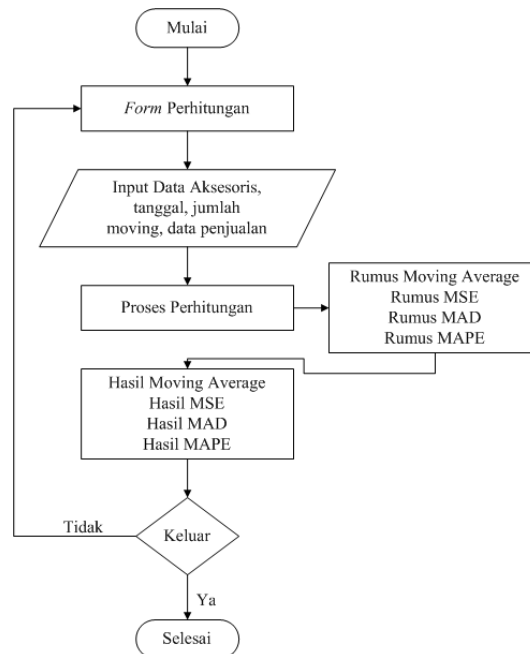 Mulai
Form Perhitungan
Input Data Aksesoris,
tanggal, jumlah
moving, data penjualan
Proses Perhitungan
Rumus Moving Average
Rumus MSE
Rumus MAD
Rumus MAPE
Hasil Moving Average
Hasil MSE
Hasil MAD
Hasil MAPE
Keluar
Tidak
Ya
Selesai